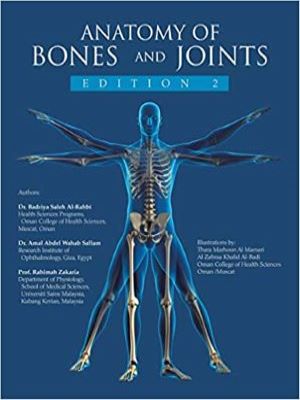 ANATOMY OF
BONES AND JOINTS
EDITION 2
Authors:
Dr. Badriya Saleh Al-Rahbi
Health Sciences Programs,
Oman College of Health Sciences,
Muscat, Oman
Dr. Amal Abdel Wahab Sallam
Research Institute of
Ophthalmology, Giza, Egypt
Prof. Rahimah Zakaria
Department of Physiology,
School of Medical Sciences,
Universiti Sains Malaysia,
Kubang Kerian, Malaysia
Illustrations by:
Thara Marhoon Al Mamari
Al Zahraa Khalid Al-Badi
Oman College of Health Sciences
Oman /Muscat